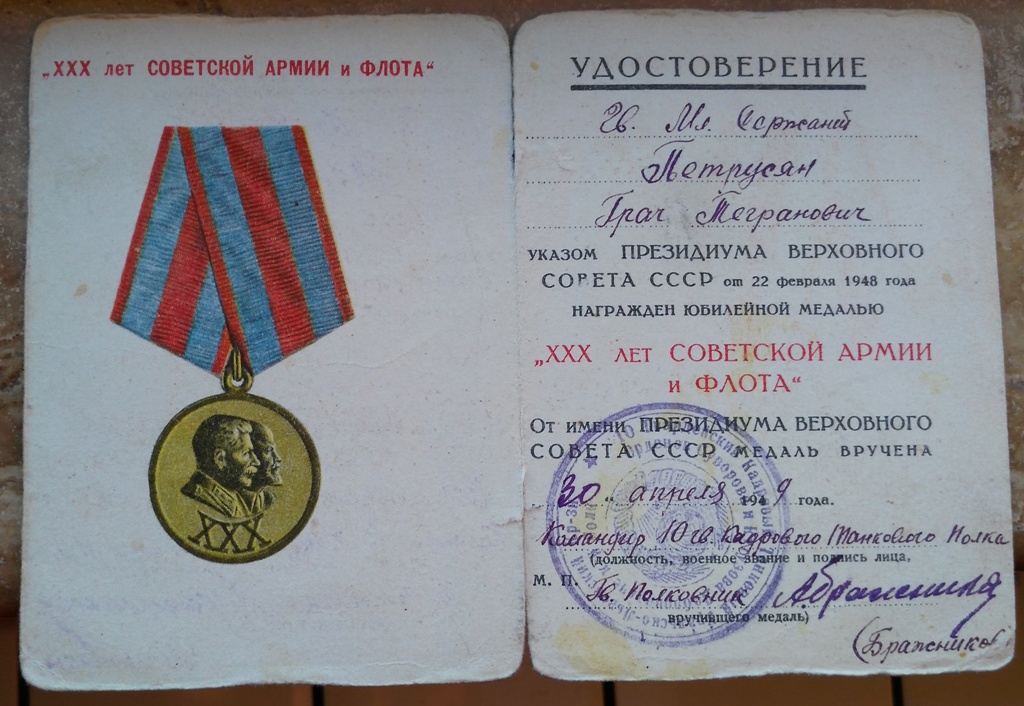 „XXX лет СОВЕТСКОЙ АРМИИ и ФЛОТА“
XXX
УДОСТОВЕРЕНИЕ
Гв. Мл. Сержант
Петрусян
Грач Тегранович
УКАЗОМ ПРЕЗИДИУМА ВЕРХОВНОГО
СОВЕТА СССР от 22 февраля 1948 года
НАГРАЖДЕН ЮБИЛЕЙНОЙ МЕДАЛЬЮ
„XXX ЛЕТ СОВЕТСКОЙ АРМИИ
и ФЛОТА“
От имени ПРЕЗИДИУМА ВЕРХОВНОГО
СОВЕТА СССР МЕДАЛЬ ВРУЧЕНА
„30“ апреля 1949 года.
Командир 10 гв. Кадрового Танкового Полка
(должность, военное звание и подпись лица,
М. П. Гв. Полковник А.Бражников
вручившего медаль)
(Бражников